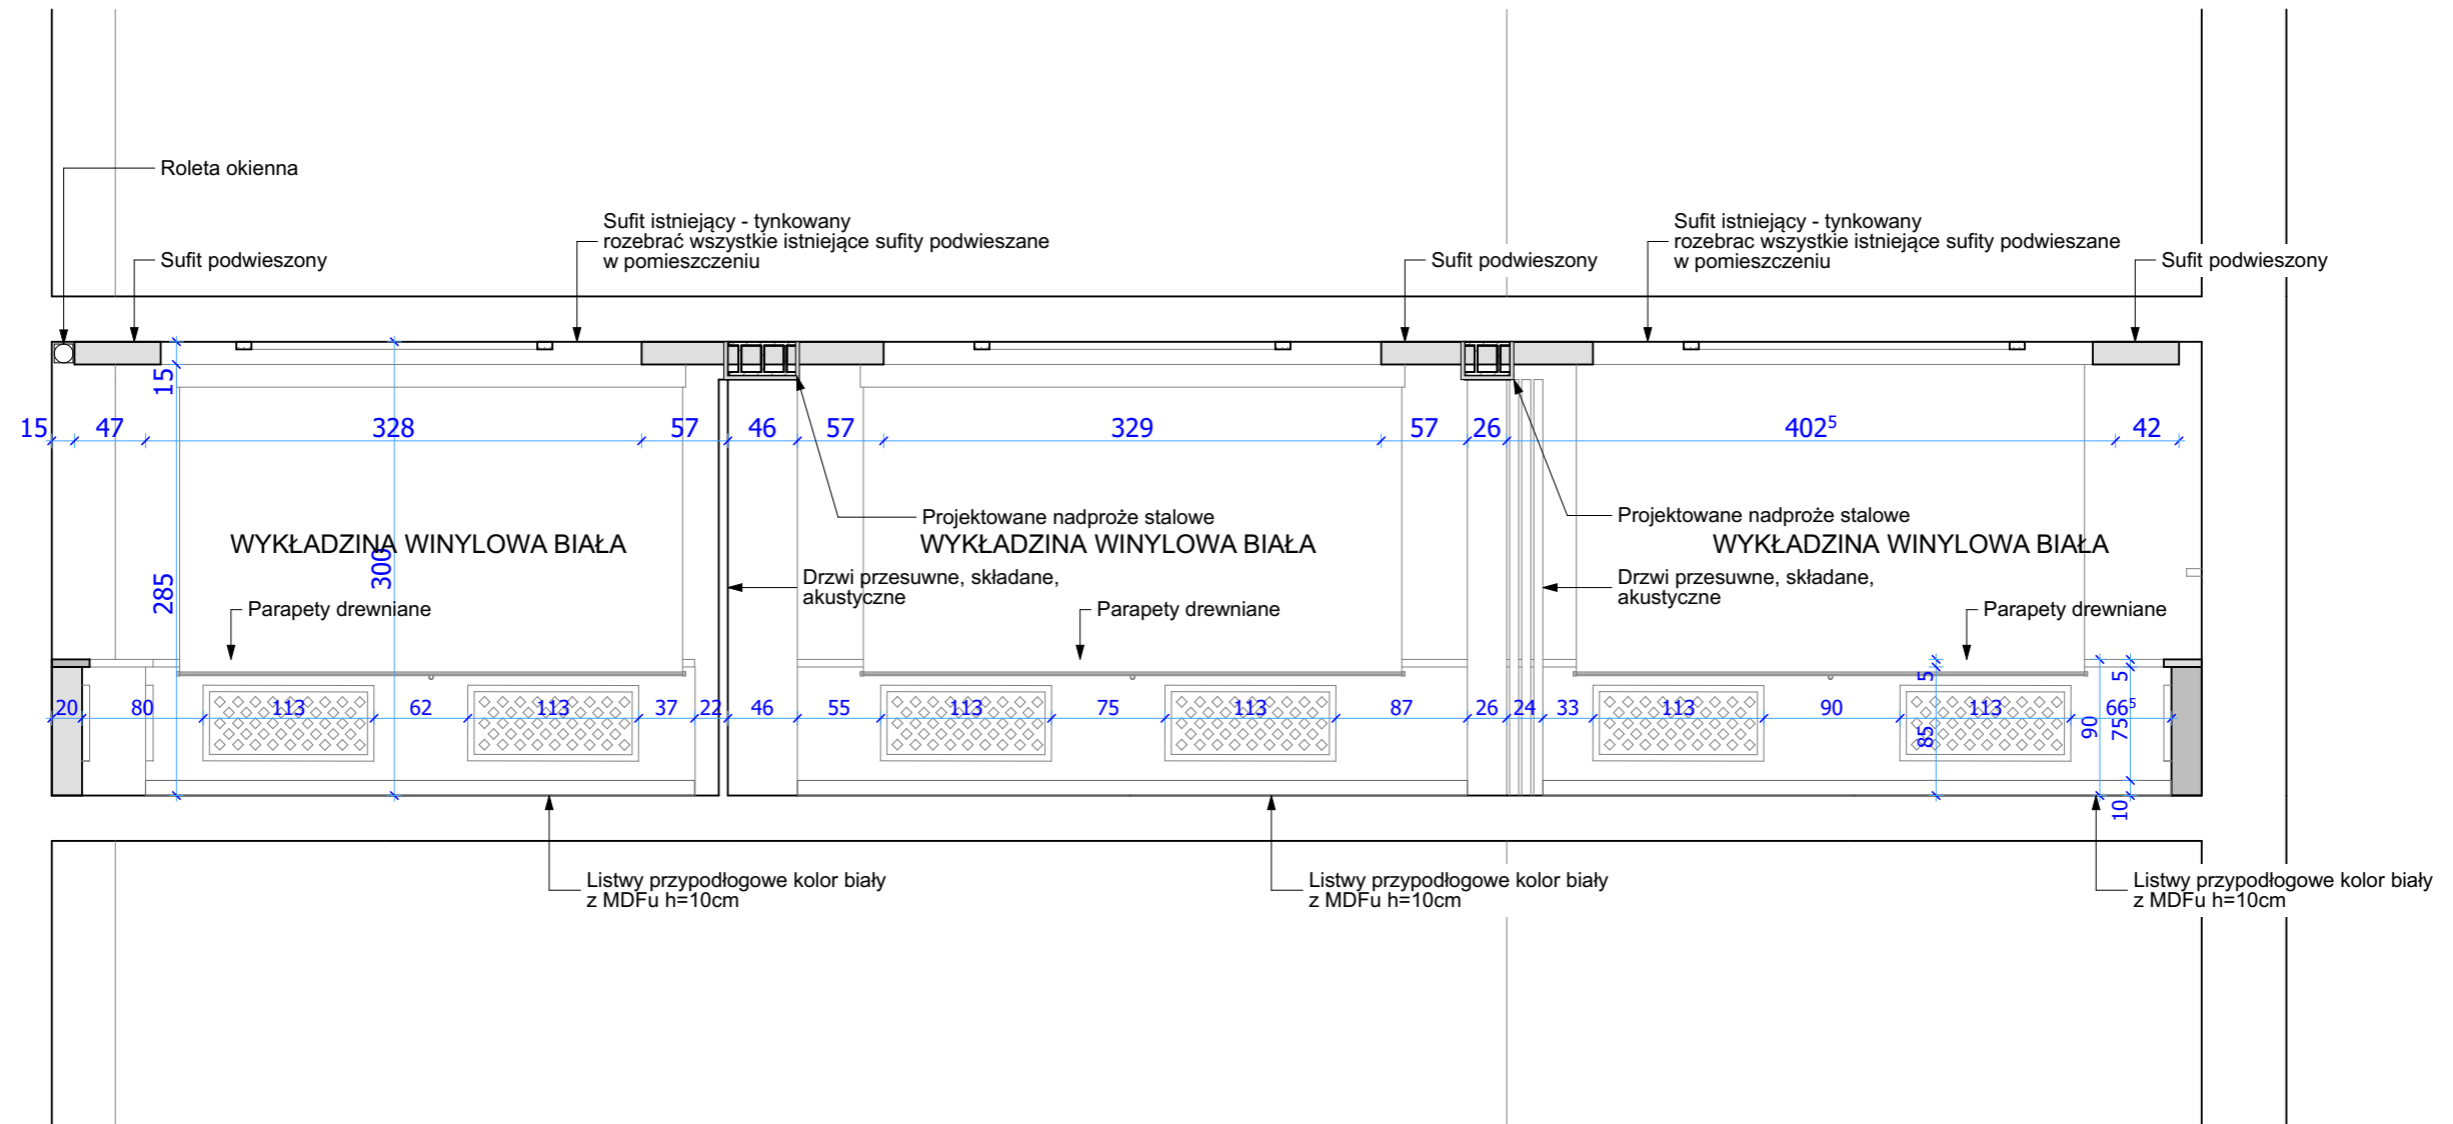 Roleta okienna
Sufit istniejący - tynkowany
rozebrać wszystkie istniejące sufity podwieszane
w pomieszczeniu
Sufit istniejący - tynkowany
rozebrac wszystkie istniejące sufity podwieszane
w pomieszczeniu
Sufit podwieszony
Sufit podwieszony
Sufit podwieszony
15
15 47 328 57 46 57 329 57 26 402⁵ 42
Projektowane nadproże stalowe
Projektowane nadproże stalowe
WYKŁADZINA WINYLOWA BIAŁA
WYKŁADZINA WINYLOWA BIAŁA
WYKŁADZINA WINYLOWA BIAŁA
285
300
Drzwi przesuwne, składane,
akustyczne
Drzwi przesuwne, składane,
akustyczne
Parapety drewniane
Parapety drewniane
Parapety drewniane
5
5
20 80 113 62 113 37 22 46 55 113 75 113 87 26 24 33 113 90 113 66⁵
85
90
75
10
Listwy przypodłogowe kolor biały
z MDFu h=10cm
Listwy przypodłogowe kolor biały
z MDFu h=10cm
Listwy przypodłogowe kolor biały
z MDFu h=10cm